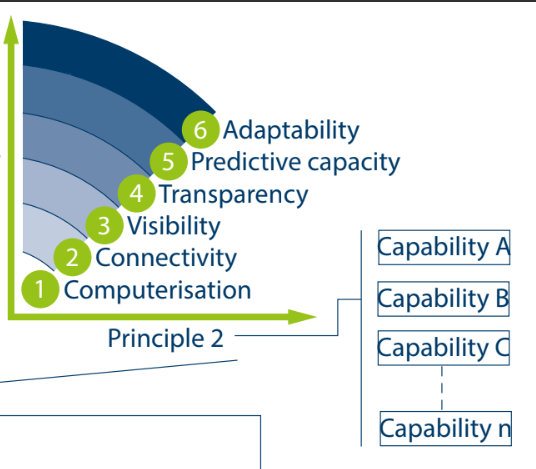 6 Adaptability
5 Predictive capacity
4 Transparency
3 Visibility
2 Connectivity
1 Computerisation
Principle 2
Capability A
Capability B
Capability C
Capability n